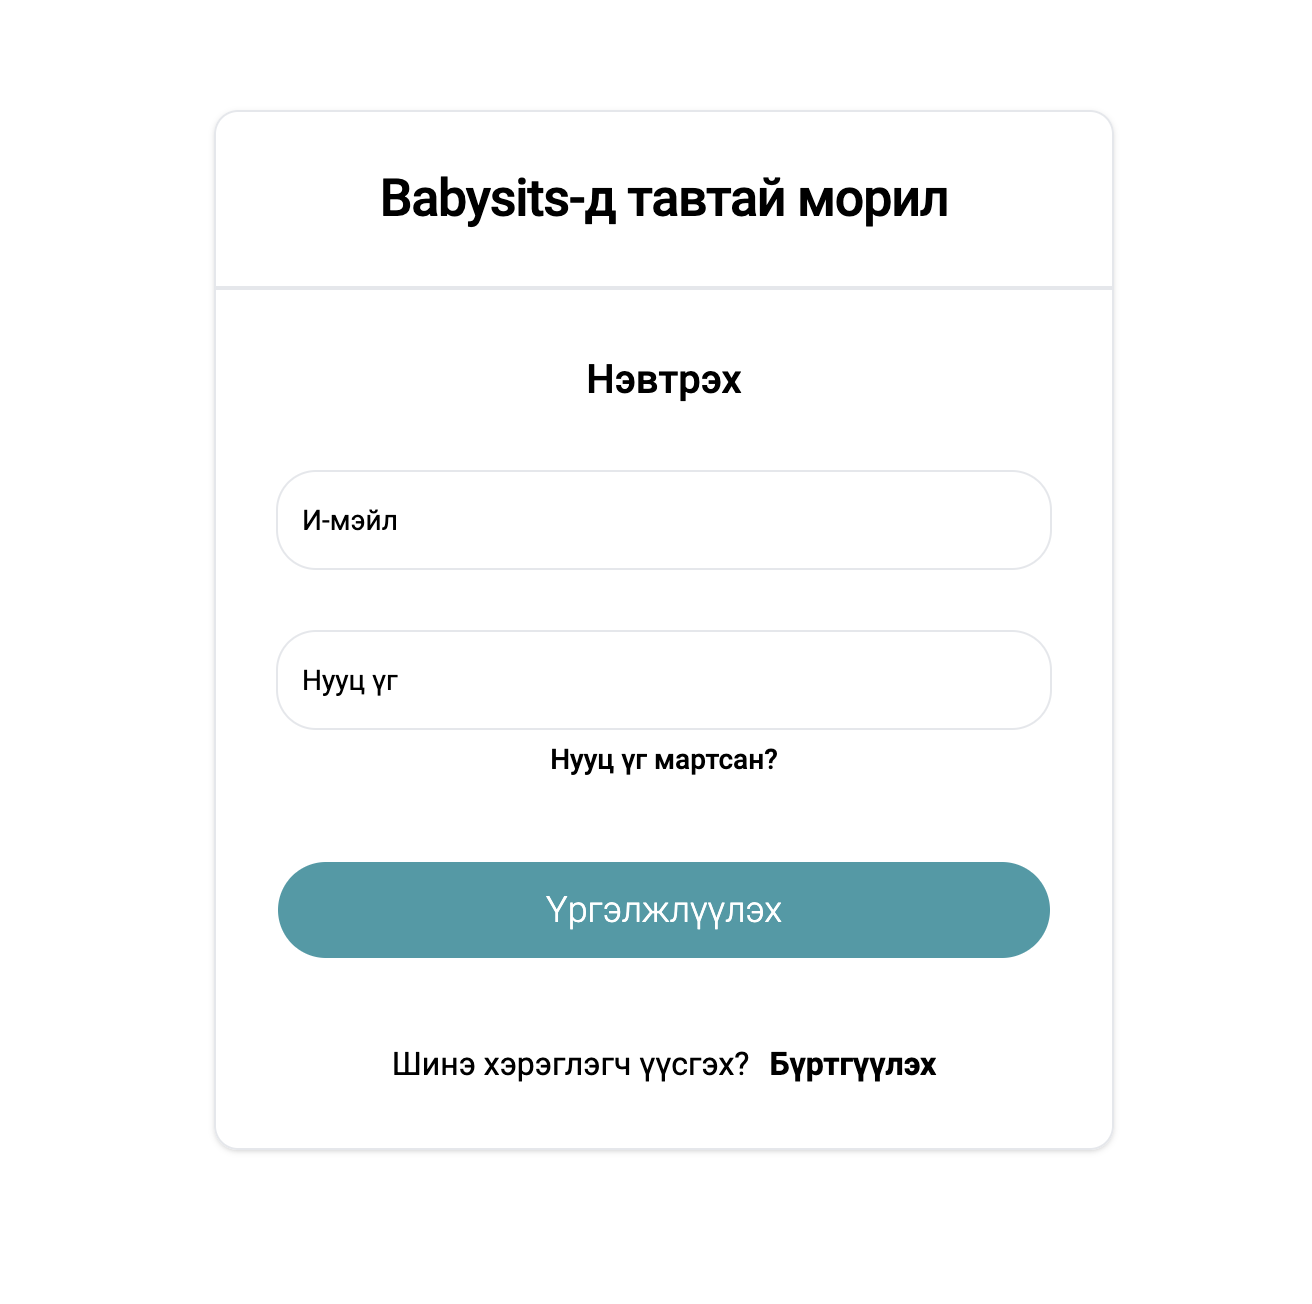 Babysits-д тавтай морил
Нэвтрэх
И-мэйл
Нууц үг
Нууц үг мартсан?
Үргэлжлүүлэх
Шинэ хэрэглэгч үүсгэх? Бүртгүүлэх